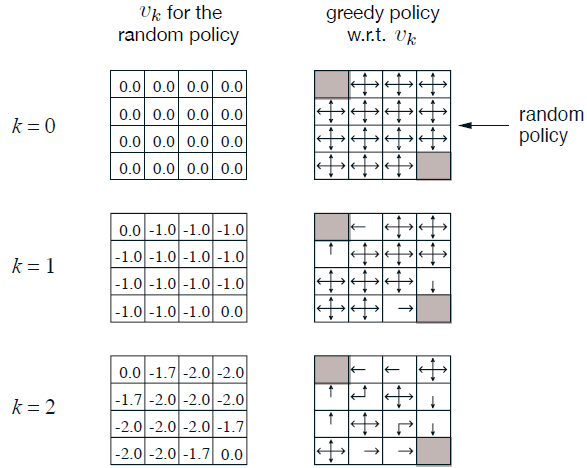 vk for the
random policy
greedy policy
w.r.t. vk
k = 0
0.0 0.0 0.0 0.0
0.0 0.0 0.0 0.0
0.0 0.0 0.0 0.0
0.0 0.0 0.0 0.0
random
policy
k = 1
0.0 -1.0 -1.0 -1.0
-1.0 -1.0 -1.0 -1.0
-1.0 -1.0 -1.0 -1.0
-1.0 -1.0 -1.0 0.0
k = 2
0.0 -1.7 -2.0 -2.0
-1.7 -2.0 -2.0 -2.0
-2.0 -2.0 -2.0 -1.7
-2.0 -2.0 -1.7 0.0